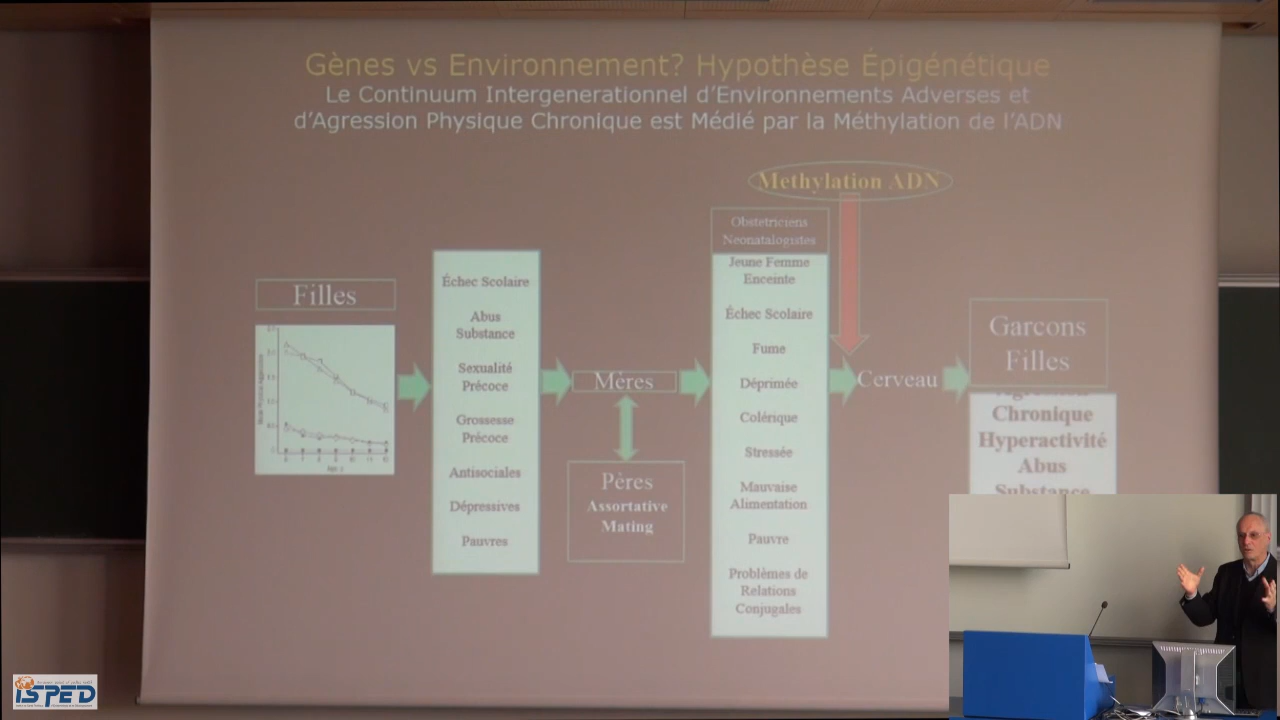 Gènes vs Environnement? Hypothèse Épigénétique
Le Continuum Intergenerationnel d'Environnements Adverses et
d'Agression Physique Chronique est Médié par la Méthylation de l'ADN
Methylation ADN
Filles
Échec Scolaire
Abus
Substance
Sexualité
Précoce
Grossesse
Précoce
Antisociales
Dépressives
Pauvres
Mères
Pères
Assortative
Mating
Obstetriciens
Neonatalogistes
Jeune Femme
Enceinte
Échec Scolaire
Fume
Déprimée
Colérique
Stressée
Mauvaise
Alimentation
Pauvre
Problèmes de
Relations
Conjugales
Cerveau
Garcons
Filles
Chronique
Hyperactivité
Abus
Substance
ISPED